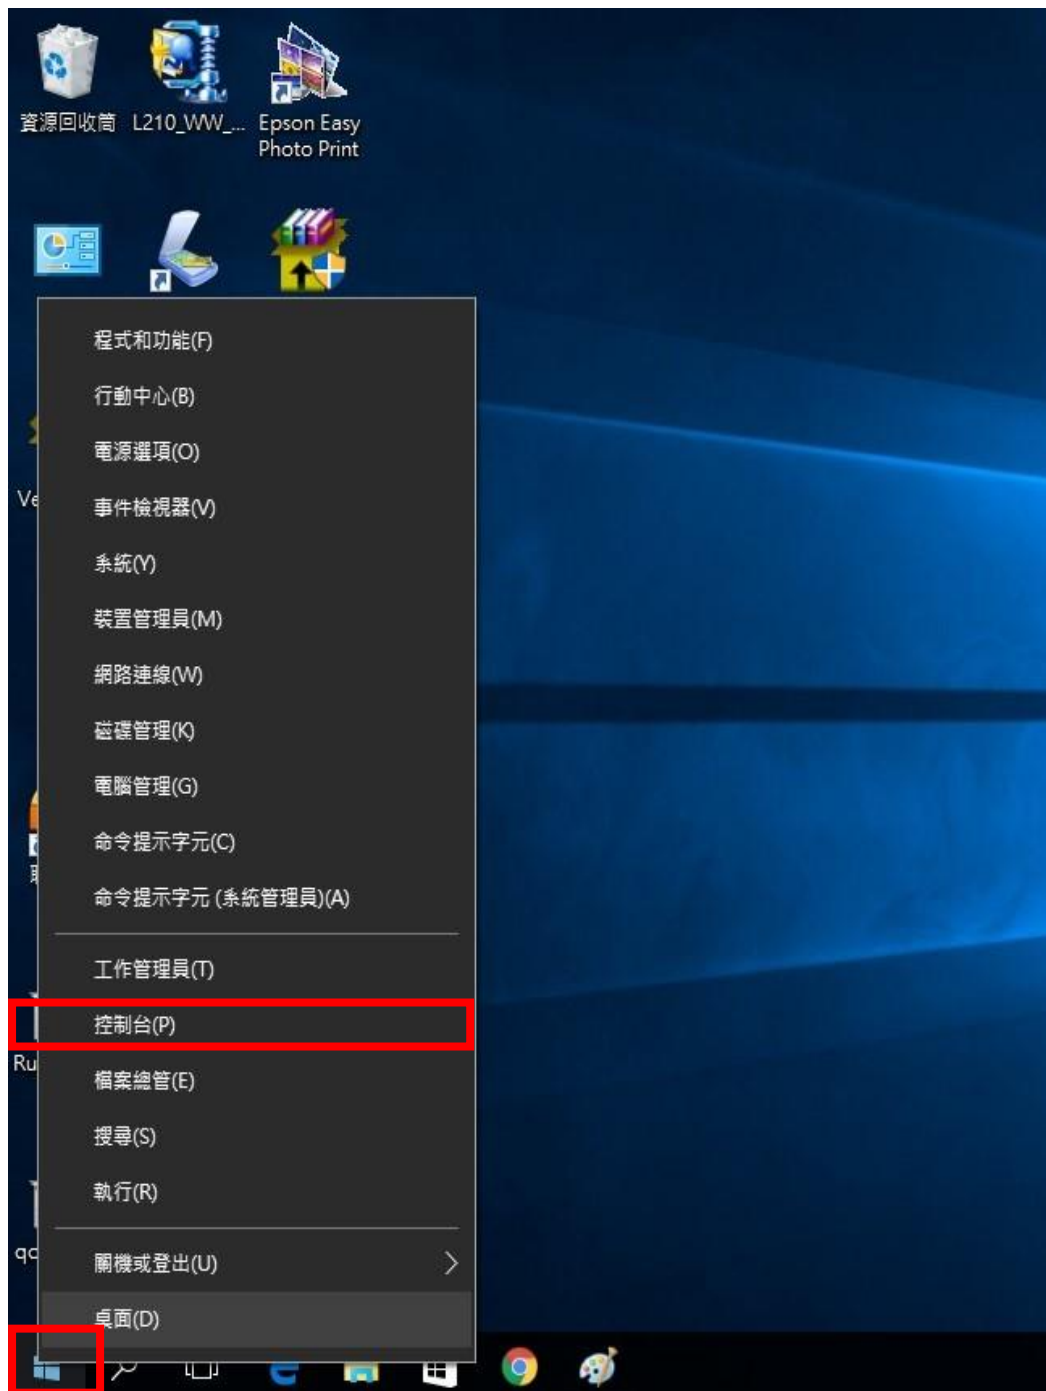 資源回收筒
L210_WW_...
Epson Easy
Photo Print
程式和功能(F)
行動中心(B)
電源選項(O)
事件檢視器(V)
Ve
系統(Y)
裝置管理員(M)
網路連線(W)
磁碟管理(K)
電腦管理(G)
命令提示字元(C)
命令提示字元 (系統管理員)(A)
工作管理員(T)
控制台(P)
Ru
檔案總管(E)
搜尋(S)
執行(R)
qc
關機或登出(U)
桌面(D)